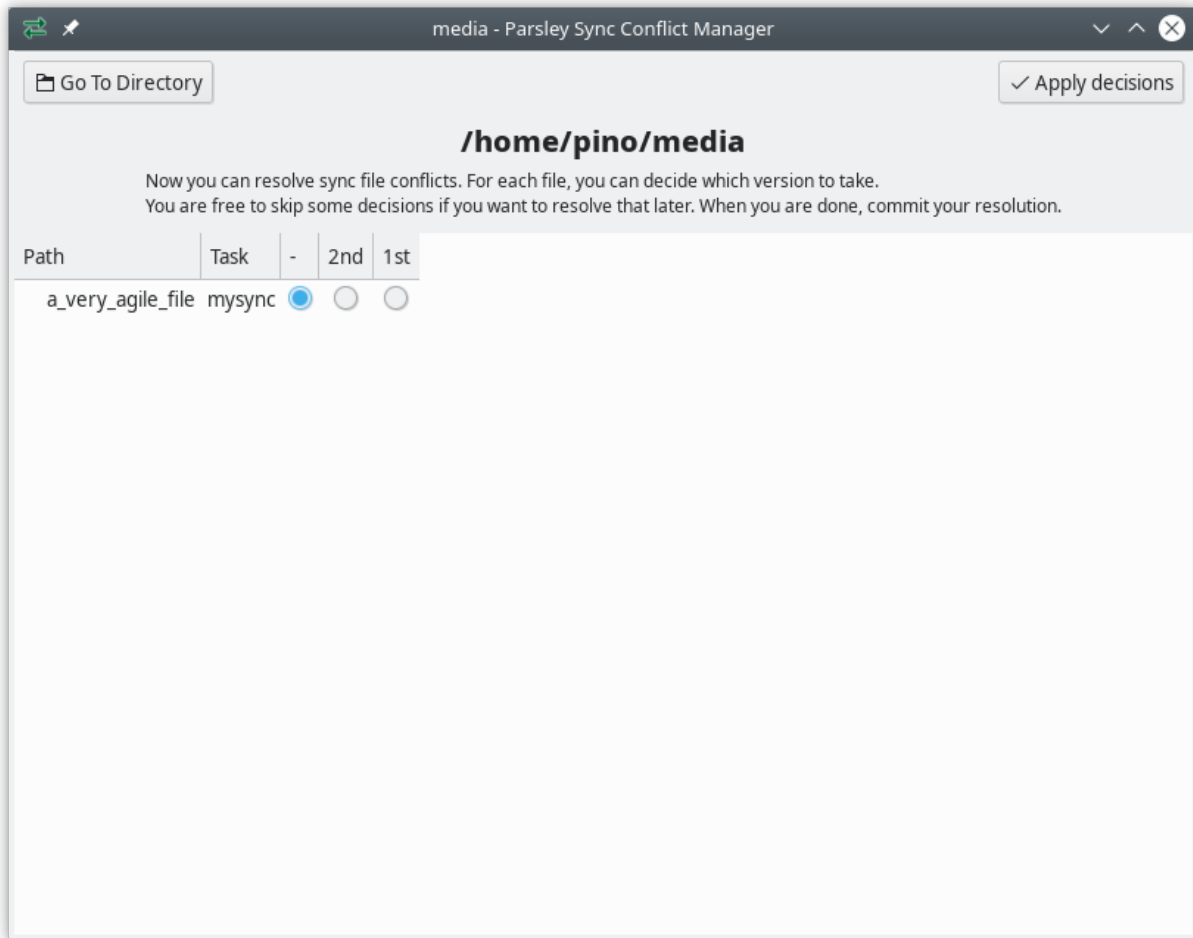 media - Parsley Sync Conflict Manager
Go To Directory
Apply decisions
/home/pino/media
Now you can resolve sync file conflicts. For each file, you can decide which version to take.
You are free to skip some decisions if you want to resolve that later. When you are done, commit your resolution.
Path Task - 2nd 1st
a_very_agile_file mysync